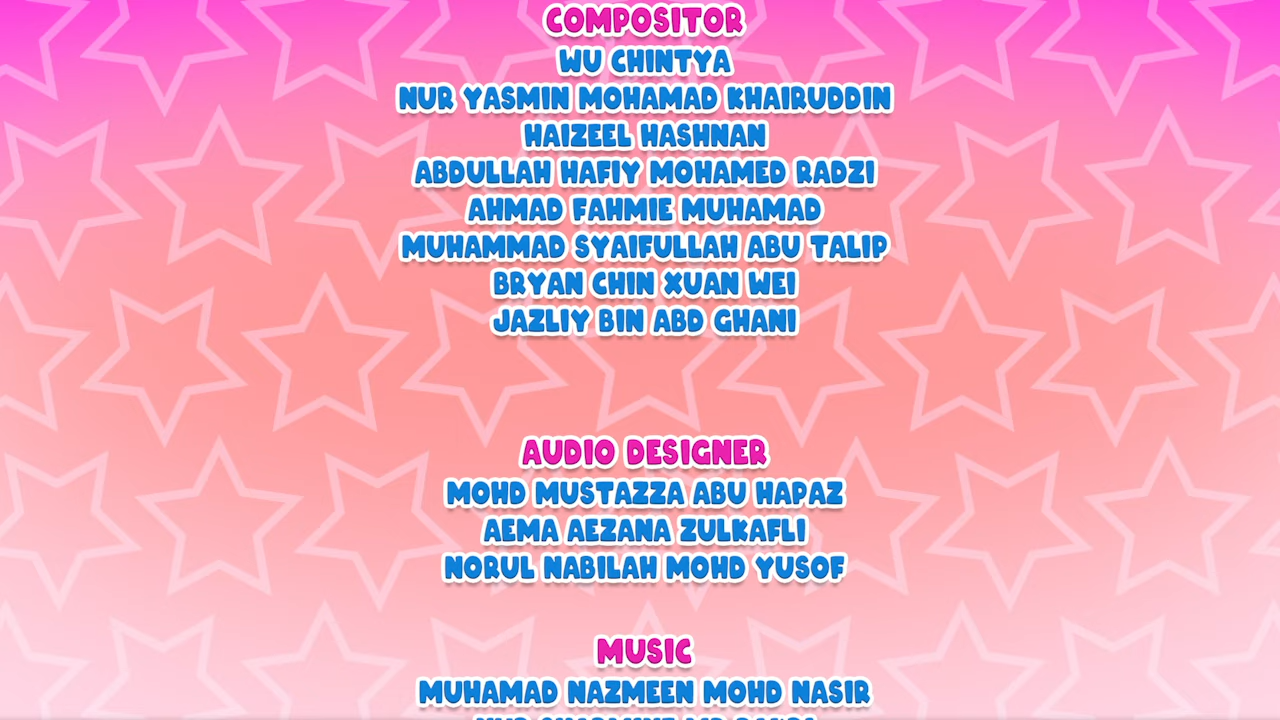 COMPOSITOR
WU CHINTYA
NUR YASMIN MOHAMAD KHAIRUDDIN
HAIZEEL HASHNAN
ABDULLAH HAFIY MOHAMED RADZI
AHMAD FAHMIE MUHAMAD
MUHAMMAD SYAIFULLAH ABU TALIP
BRYAN CHIN XUAN WEI
JAZLIY BIN ABD GHANI
AUDIO DESIGNER
MOHD MUSTAZZA ABU HAPAZ
AEMA AEZANA ZULKAFLI
NORUL NABILAH MOHD YUSOF
MUSIC
MUHAMAD NAZMEEN MOHD NASIR